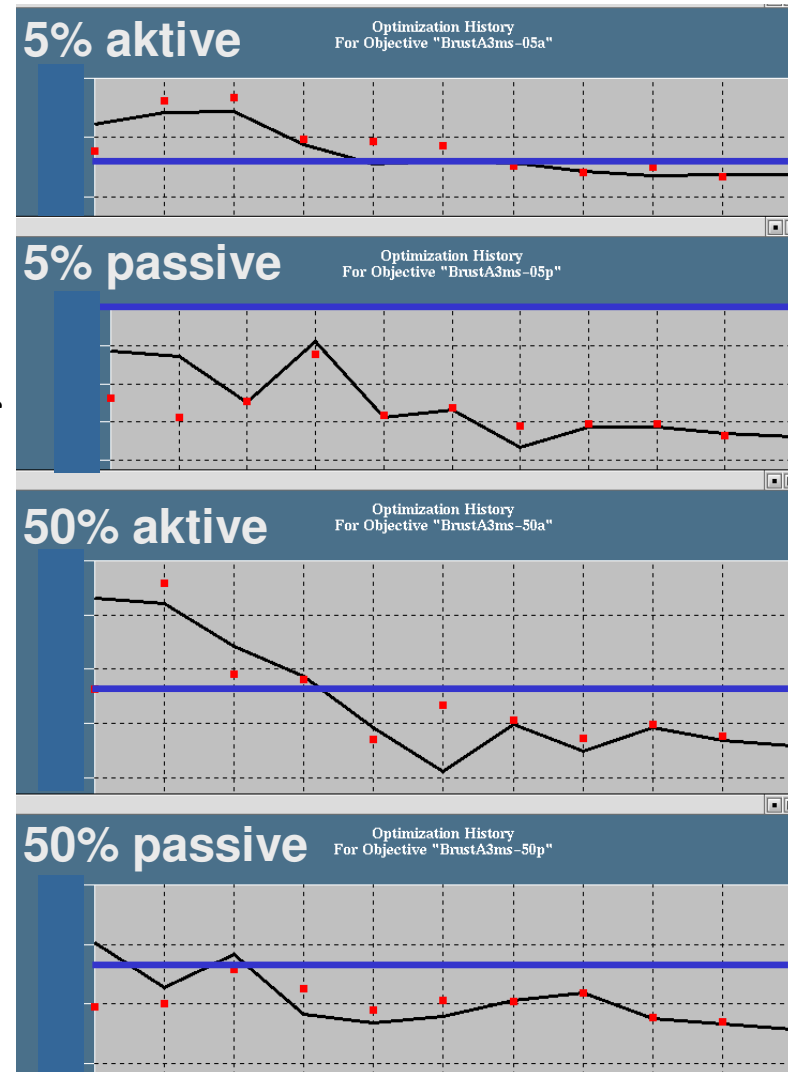 5% aktive
Optimization History
For Objective "BrustA3ms-05a"
5% passive
Optimization History
For Objective "BrustA3ms-05p"
50% aktive
Optimization History
For Objective "BrustA3ms-50a"
50% passive
Optimization History
For Objective "BrustA3ms-50p"